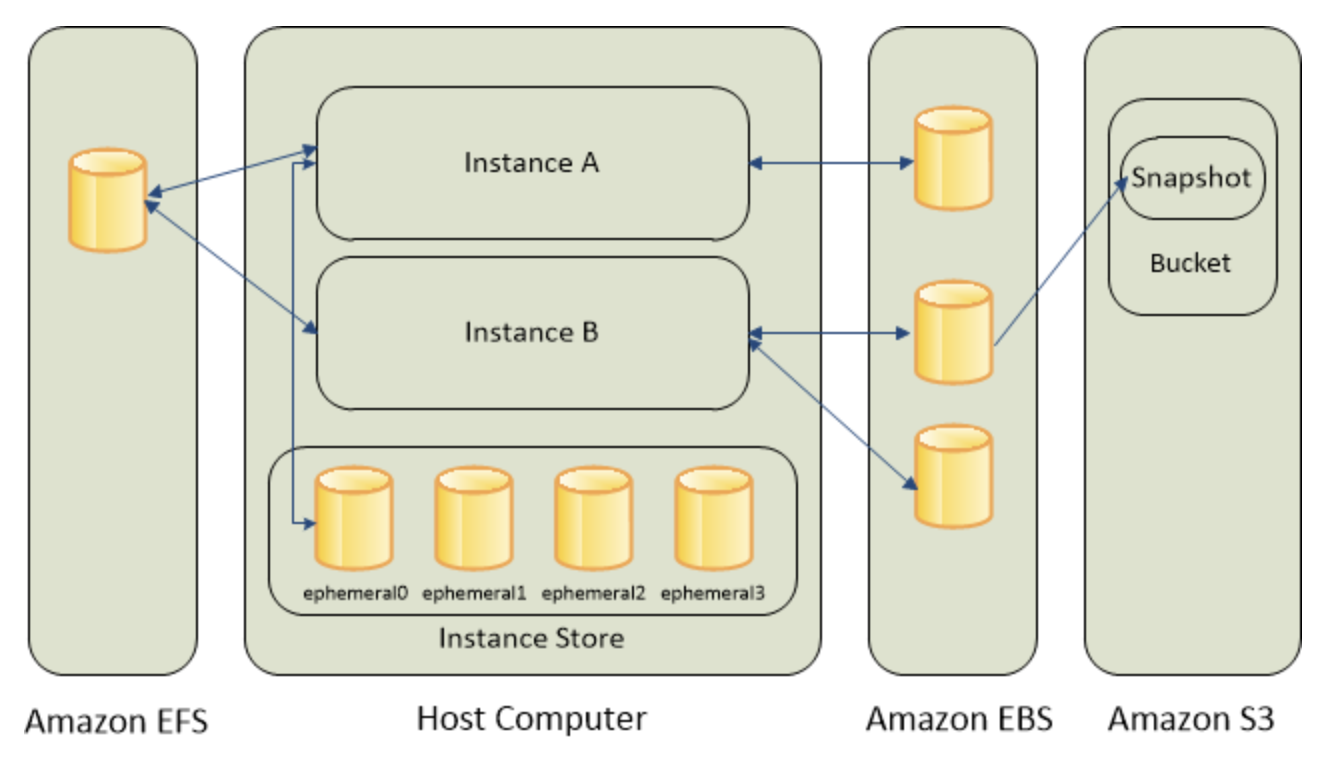 Instance A
Snapshot
Bucket
Instance B
ephemeral0 ephemeral1 ephemeral2 ephemeral3
Instance Store
Amazon EFS
Host Computer
Amazon EBS
Amazon S3